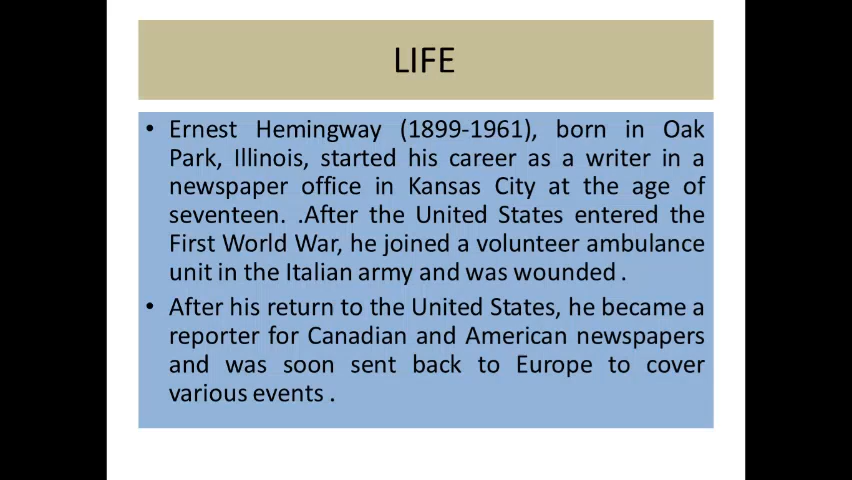 LIFE
• Ernest Hemingway (1899-1961), born in Oak
Park, Illinois, started his career as a writer in a
newspaper office in Kansas City at the age of
seventeen. .After the United States entered the
First World War, he joined a volunteer ambulance
unit in the Italian army and was wounded .
• After his return to the United States, he became a
reporter for Canadian and American newspapers
and was soon sent back to Europe to cover
various events .